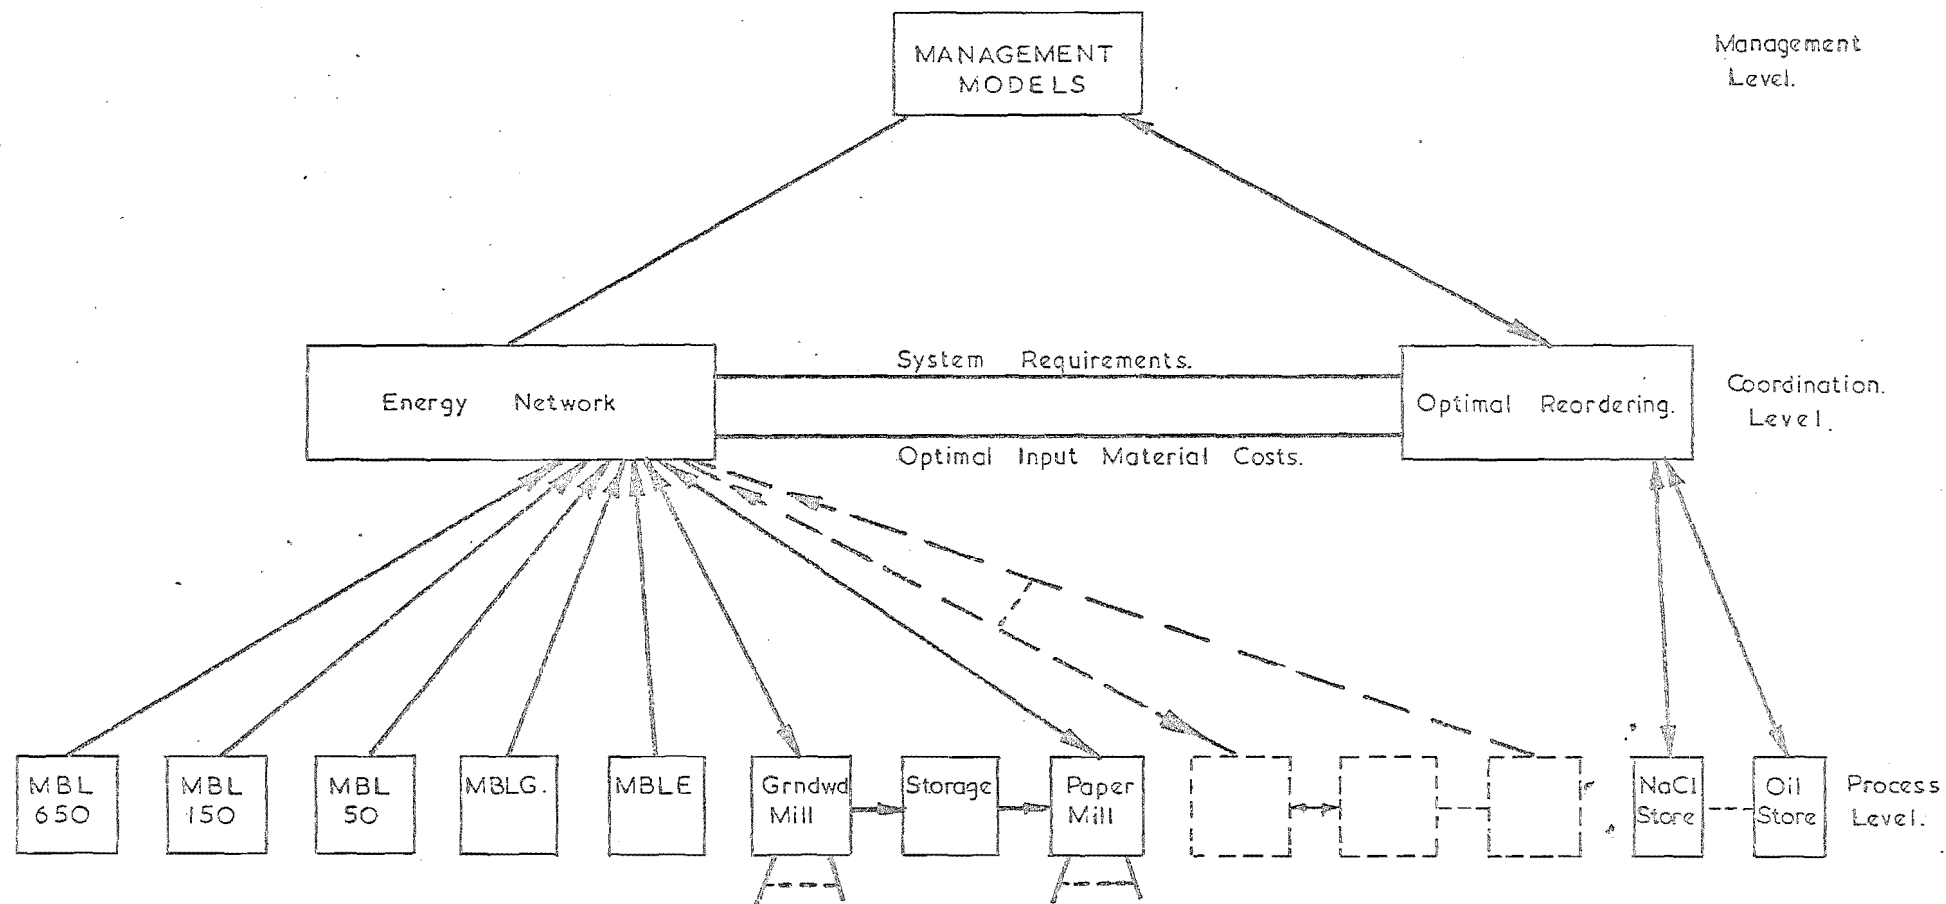 MANAGEMENT
MODELS
Management
Level.
System Requirements.
Energy Network
Optimal Reordering.
Coordination.
Level.
Optimal Input Material Costs.
MBL
650
MBL
150
MBL
50
MBLG.
MBLE
Grndwd
Mill
Storage
Paper
Mill
NaCl
Store
Oil
Store
Process
Level.